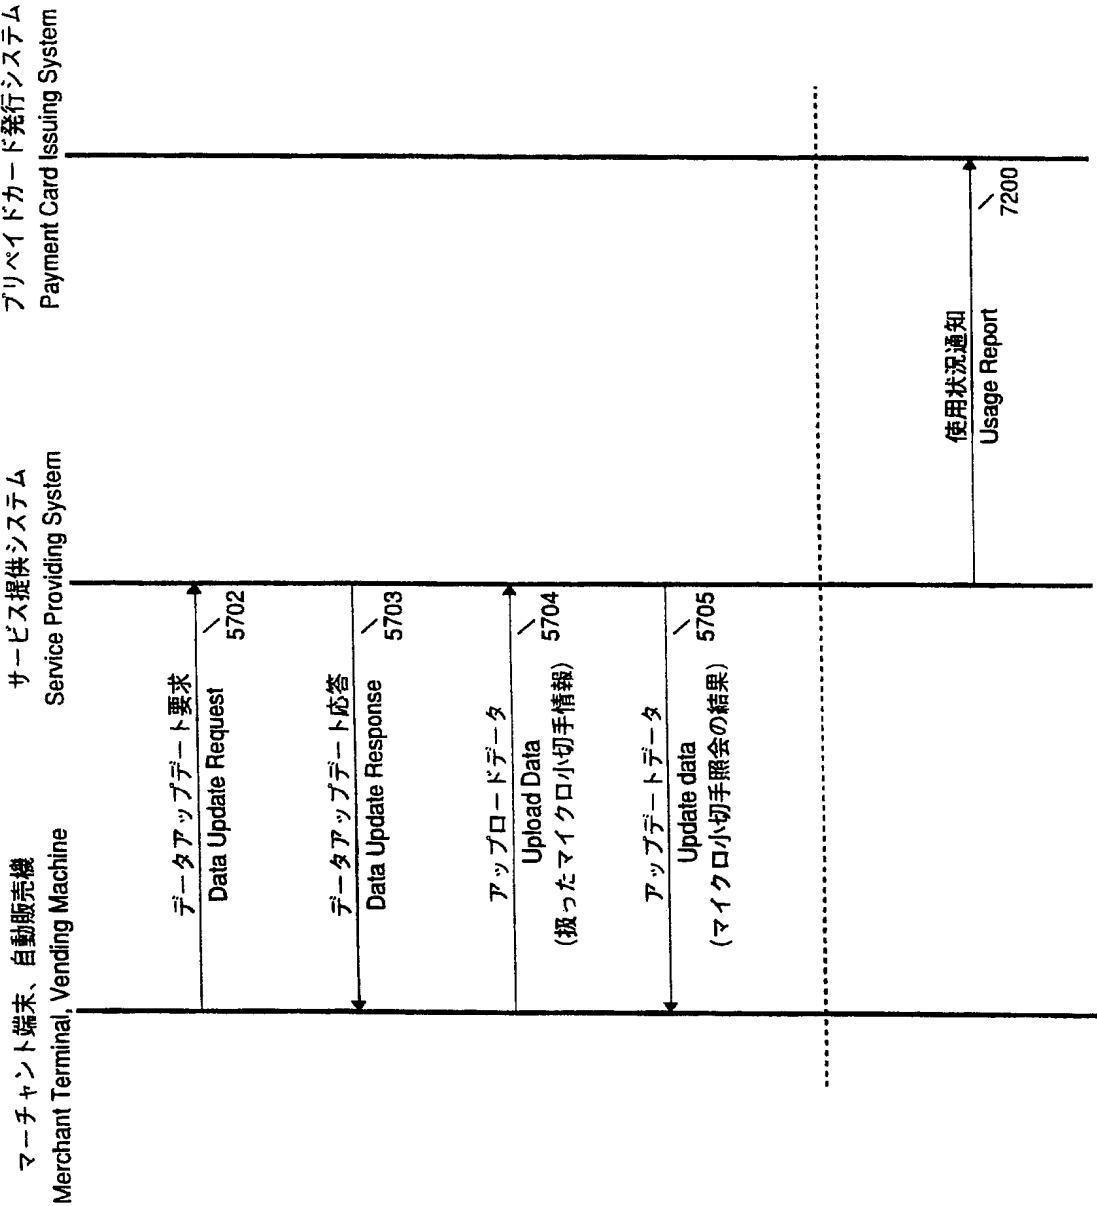 マーチャント端末、自動販売機
Merchant Terminal, Vending Machine
サービス提供システム
Service Providing System
プリペイドカード発行システム
Payment Card Issuing System
データアップデート要求
Data Update Request
5702
データアップデート応答
Data Update Response
5703
アップロードデータ
Upload Data
(扱ったマイクロ小切手情報)
5704
アップデートデータ
Update data
(マイクロ小切手照会の結果)
5705
使用状況通知
Usage Report
7200